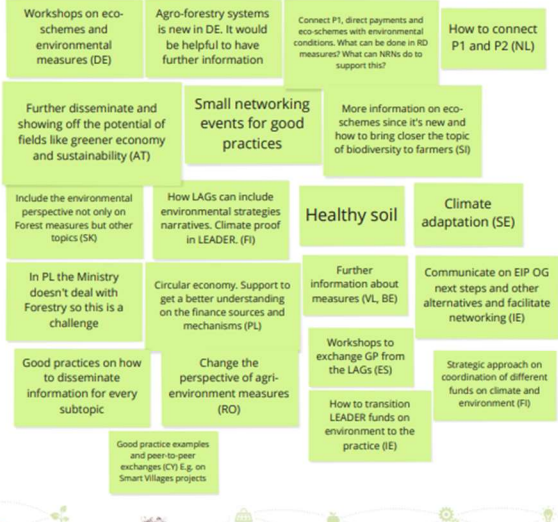 Workshops on eco-
schemes and
environmental
measures (DE)
Agro-forestry systems
is new in DE. It would
be helpful to have
further information
Connect P1, direct payments and
eco-schemes with environmental
conditions. What can be done in RD
measures? What can NRNs do to
support this?
How to connect
P1 and P2 (NL)
Further disseminate and
showing off the potential of
fields like greener economy
and sustainability (AT)
Small networking
events for good
practices
More information on eco-
schemes since it's new and
how to bring closer the topic
of biodiversity to farmers (SI)
Include the environmental
perspective not only on
Forest measures but other
topics (SK)
How LAGs can include
environmental strategies
narratives. Climate proof
in LEADER. (FI)
Healthy soil
Climate
adaptation (SE)
In PL the Ministry
doesn't deal with
Forestry so this is a
challenge
Circular economy. Support to
get a better understanding
on the finance sources and
mechanisms (PL)
Further
information about
measures (VL, BE)
Communicate on EIP OG
next steps and other
alternatives and facilitate
networking (IE)
Good practices on how
to disseminate
information for every
subtopic
Change the
perspective of agri-
environment measures
(RO)
Workshops to
exchange GP from
the LAGs (ES)
Strategic approach on
coordination of different
funds on climate and
environment (FI)
How to transition
LEADER funds on
environment to the
practice (IE)
Good practice examples
and peer-to-peer
exchanges (CY) E.g. on
Smart Villages projects